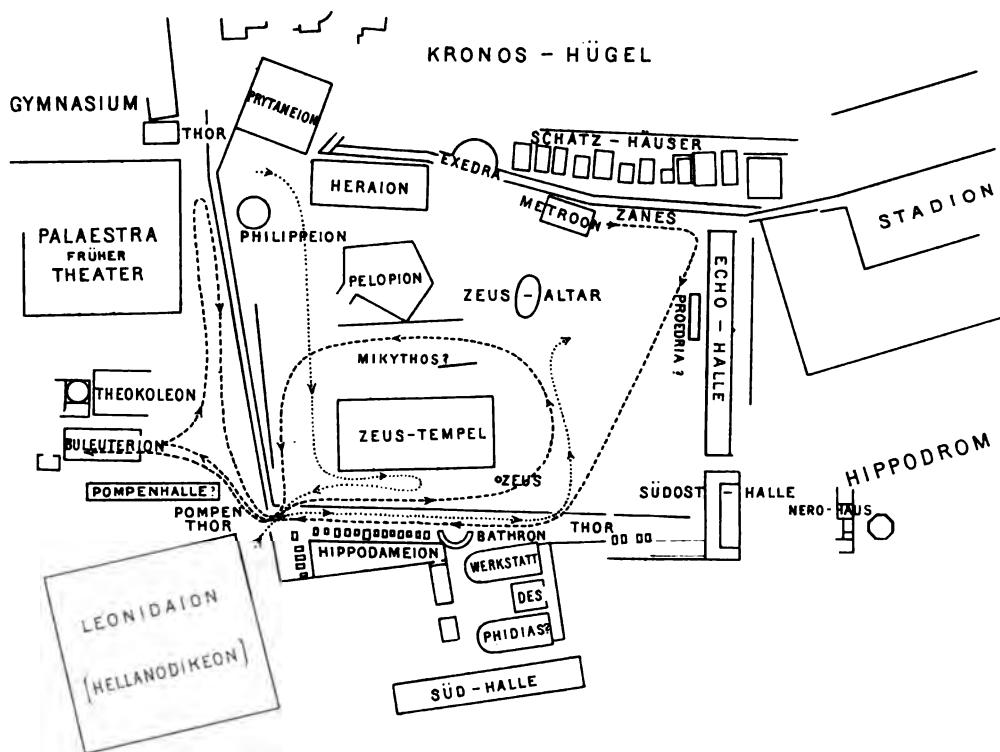 KRONOS – HÜGEL
GYMNASIUM
THOR
PRYTANEION
SCHATZ – HÄUSER
EXEDRA
HERAION
METROON
ZANES
STADION
PHILIPPEION
PALAESTRA
FRÜHER
THEATER
PELOPION
ZEUS – ALTAR
ECHO – HALLE
PROEDRIA ?
MIKYTHOS?
THEOKOLEON
BULEUTERION
ZEUS-TEMPEL
HIPPODROM
POMPENHALLE?
ZEUS
SÜDOST – HALLE
NERO-HAUS
POMPEN
THOR
THOR
BATHRON
HIPPODAMEION
WERKSTATT
DES
PHIDIAS?
LEONIDAION
[HELLANODIKEON]
SÜD-HALLE